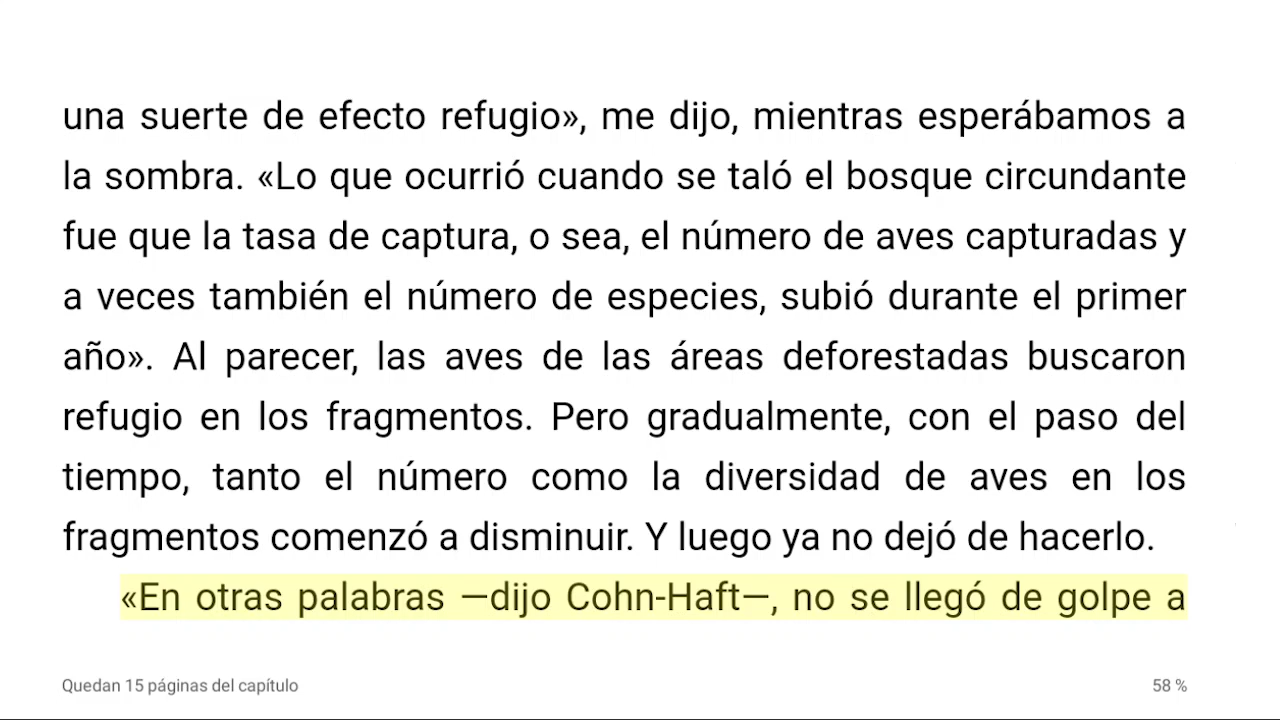 una suerte de efecto refugio», me dijo, mientras esperábamos a
la sombra. «Lo que ocurrió cuando se taló el bosque circundante
fue que la tasa de captura, o sea, el número de aves capturadas y
a veces también el número de especies, subió durante el primer
año». Al parecer, las aves de las áreas deforestadas buscaron
refugio en los fragmentos. Pero gradualmente, con el paso del
tiempo, tanto el número como la diversidad de aves en los
fragmentos comenzó a disminuir. Y luego ya no dejó de hacerlo.
«En otras palabras —dijo Cohn-Haft—, no se llegó de golpe a
Quedan 15 páginas del capítulo
58 %